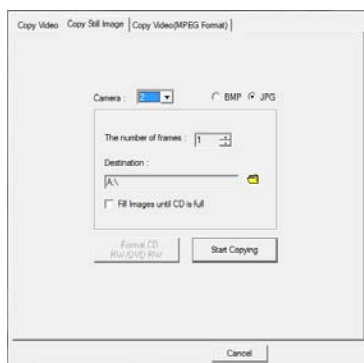 Copy Video Copy Still Image Copy Video(MPEG Format)
Camera : 2 BMP JPG
The number of frames : 1
Destination :
A:\
Fill Images until CD is full
Format CD Start Copying
RW/DVD RW
Cancel